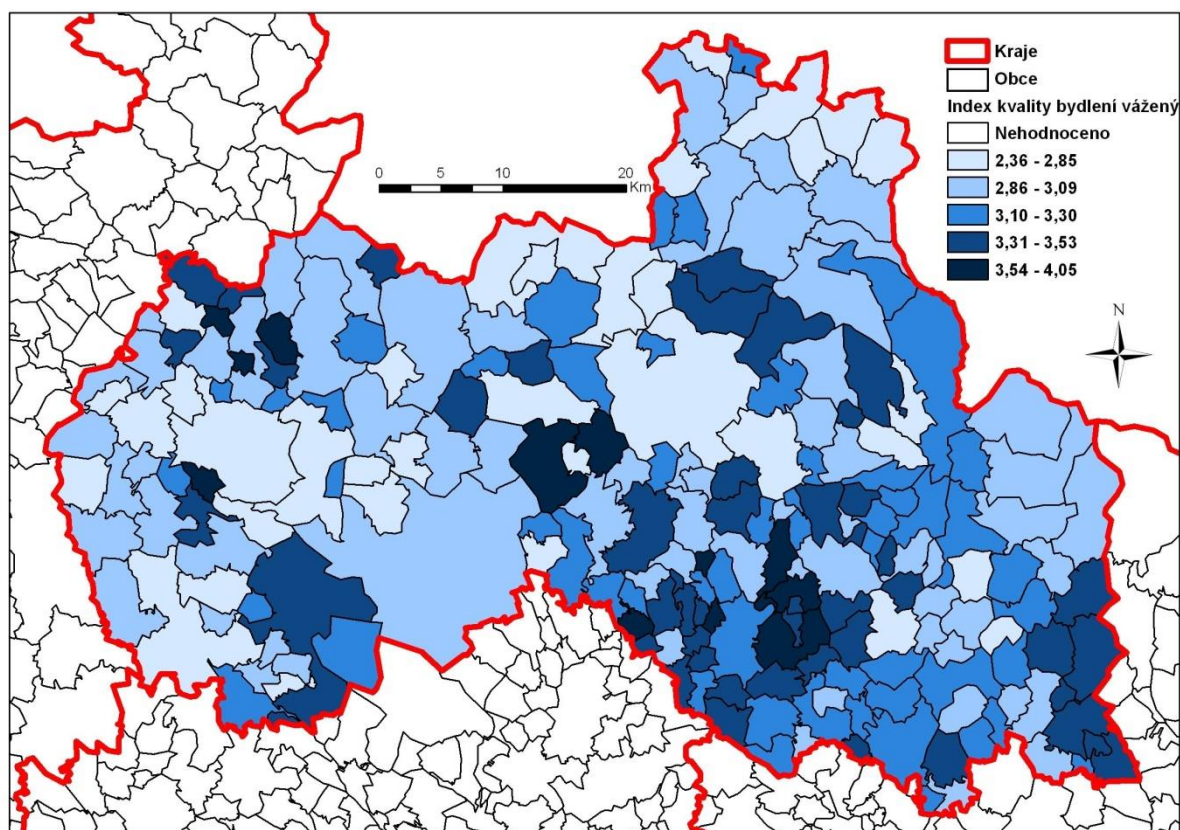 Kraje
Obce
Index kvality bydlení vážený
Nehodnoceno
2,36 - 2,85
2,86 - 3,09
3,10 - 3,30
3,31 - 3,53
3,54 - 4,05
0 5 10 20
Km
N